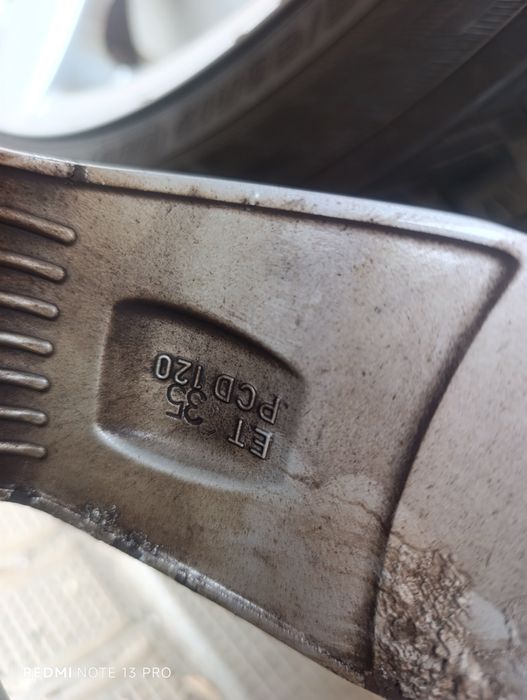 ET 35
PCD 120
REDMI NOTE 13 PRO